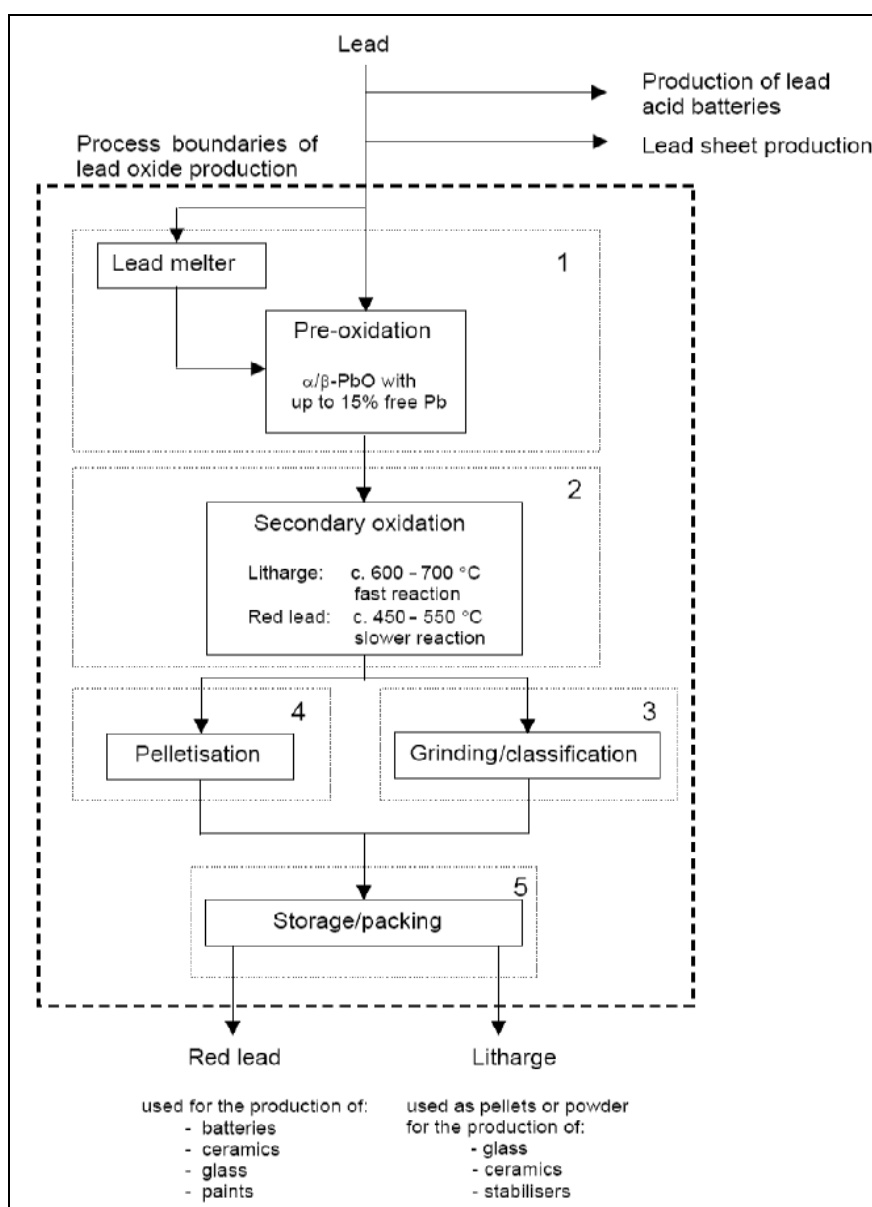 Lead
Production of lead
acid batteries
Process boundaries of
lead oxide production
Lead sheet production
1
Lead melter
Pre-oxidation
α/β-PbO with
up to 15% free Pb
2
Secondary oxidation
Litharge: c. 600 – 700 °C
fast reaction
Red lead: c. 450 – 550 °C
slower reaction
4
Pelletisation
3
Grinding/classification
5
Storage/packing
Red lead
used for the production of:
- batteries
- ceramics
- glass
- paints
Litharge
used as pellets or powder
for the production of:
- glass
- ceramics
- stabilisers